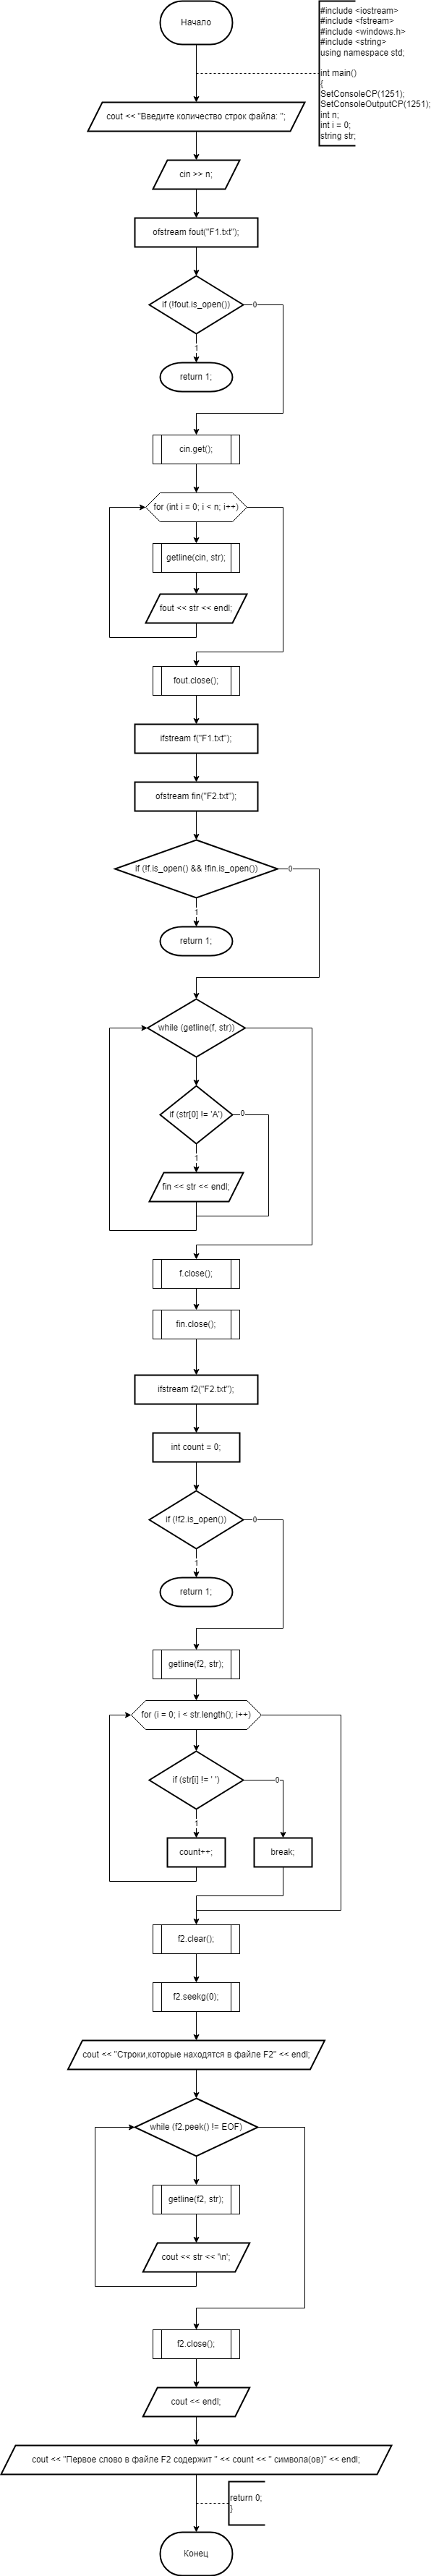 Начало
#include <iostream>
#include <fstream>
#include <windows.h>
#include <string>
using namespace std;
int main()
{
SetConsoleCP(1251);
SetConsoleOutputCP(1251);
int n;
int i = 0;
string str;
cout << "Введите количество строк файла: ";
cin >> n;
ofstream fout("F1.txt");
if (!fout.is_open())
0
1
return 1;
cin.get();
for (int i = 0; i < n; i++)
getline(cin, str);
fout << str << endl;
fout.close();
ifstream f("F1.txt");
ofstream fin("F2.txt");
if (!f.is_open() && !fin.is_open())
0
1
return 1;
while (getline(f, str))
if (str[0] != 'A')
0
1
fin << str << endl;
f.close();
fin.close();
ifstream f2("F2.txt");
int count = 0;
if (!f2.is_open())
0
1
return 1;
getline(f2, str);
for (i = 0; i < str.length(); i++)
if (str[i] != ' ')
0
1
count++;
break;
f2.clear();
f2.seekg(0);
cout << "Строки,которые находятся в файле F2" << endl;
while (f2.peek() != EOF)
getline(f2, str);
cout << str << '\n';
f2.close();
cout << endl;
cout << "Первое слово в файле F2 содержит " << count << " символа(ов)" << endl;
return 0;
}
Конец